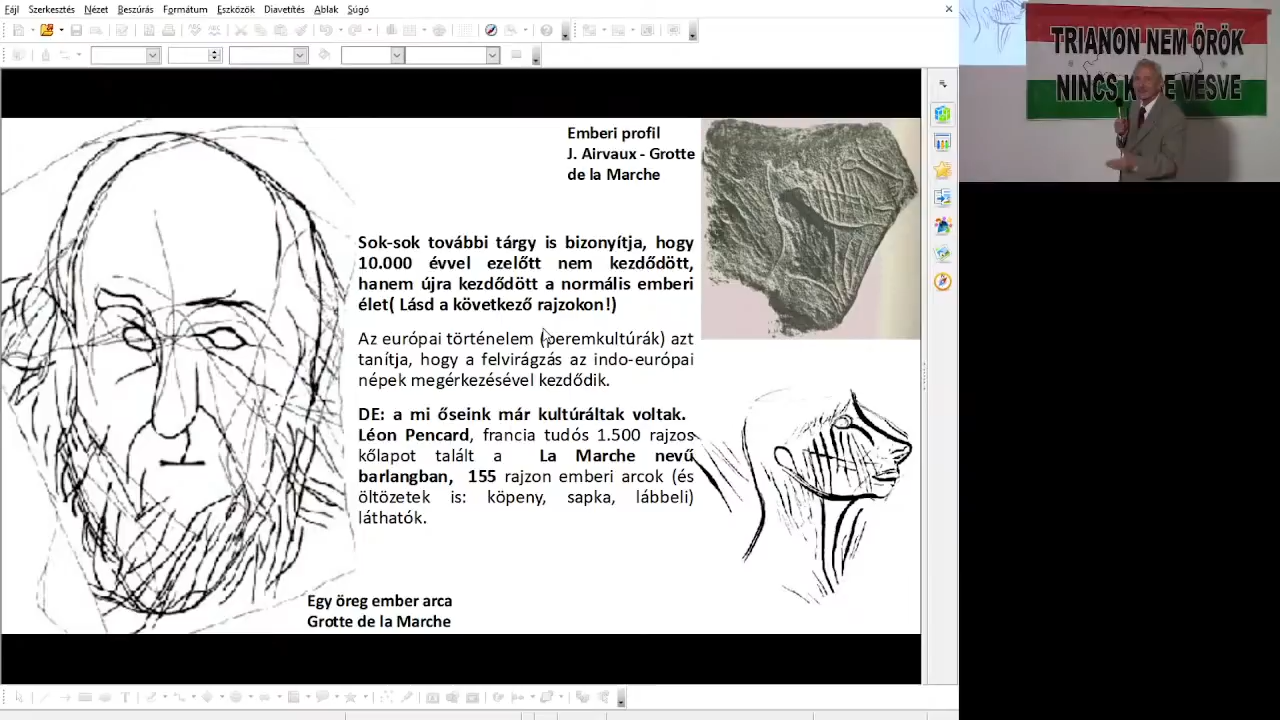 Fájl Szerkesztés Nézet Beszúrás Formátum Eszközök Diavetítés Ablak Súgó
TRIANON NEM ÖRÖK
NINCS K BE VÉSVE
Emberi profil
J. Airvaux - Grotte
de la Marche
Sok-sok további tárgy is bizonyítja, hogy
10.000 évvel ezelőtt nem kezdődött,
hanem újra kezdődött a normális emberi
élet( Lásd a következő rajzokon!)
Az európai történelem (peremkultúrák) azt
tanítja, hogy a felvirágzás az indo-európai
népek megérkezésével kezdődik.
DE: a mi őseink már kultúráltak voltak.
Léon Pencard, francia tudós 1.500 rajzos
kőlapot talált a La Marche nevű
barlangban, 155 rajzon emberi arcok (és
öltözetek is: köpeny, sapka, lábbeli)
láthatók.
Egy öreg ember arca
Grotte de la Marche